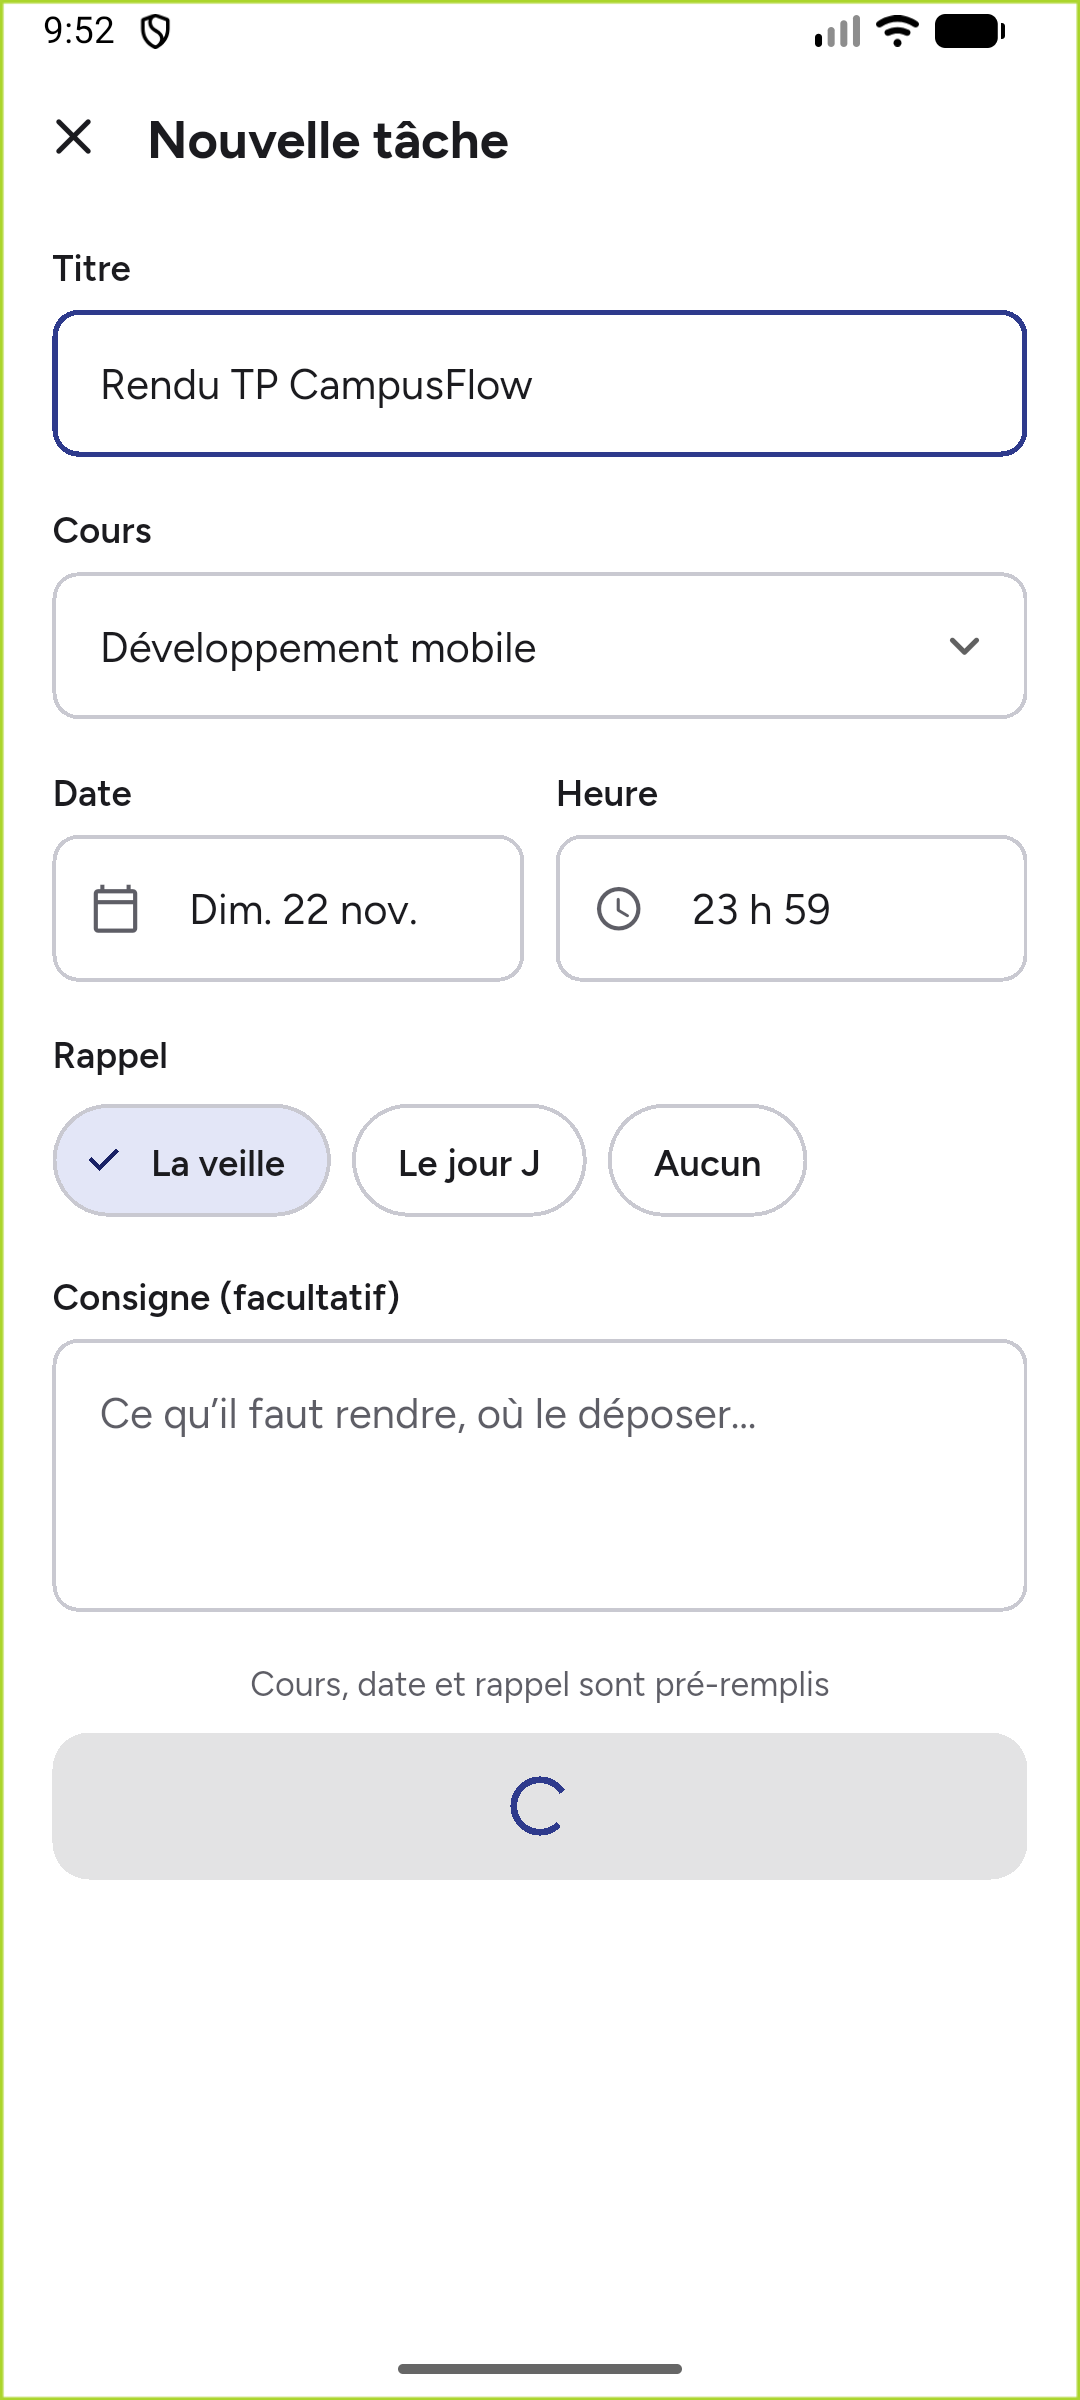 9:52
Nouvelle tâche
Titre
Rendu TP CampusFlow
Cours
Développement mobile
Date
Heure
Dim. 22 nov.
23 h 59
Rappel
La veille
Le jour J
Aucun
Consigne (facultatif)
Ce qu’il faut rendre, où le déposer…
Cours, date et rappel sont pré-remplis